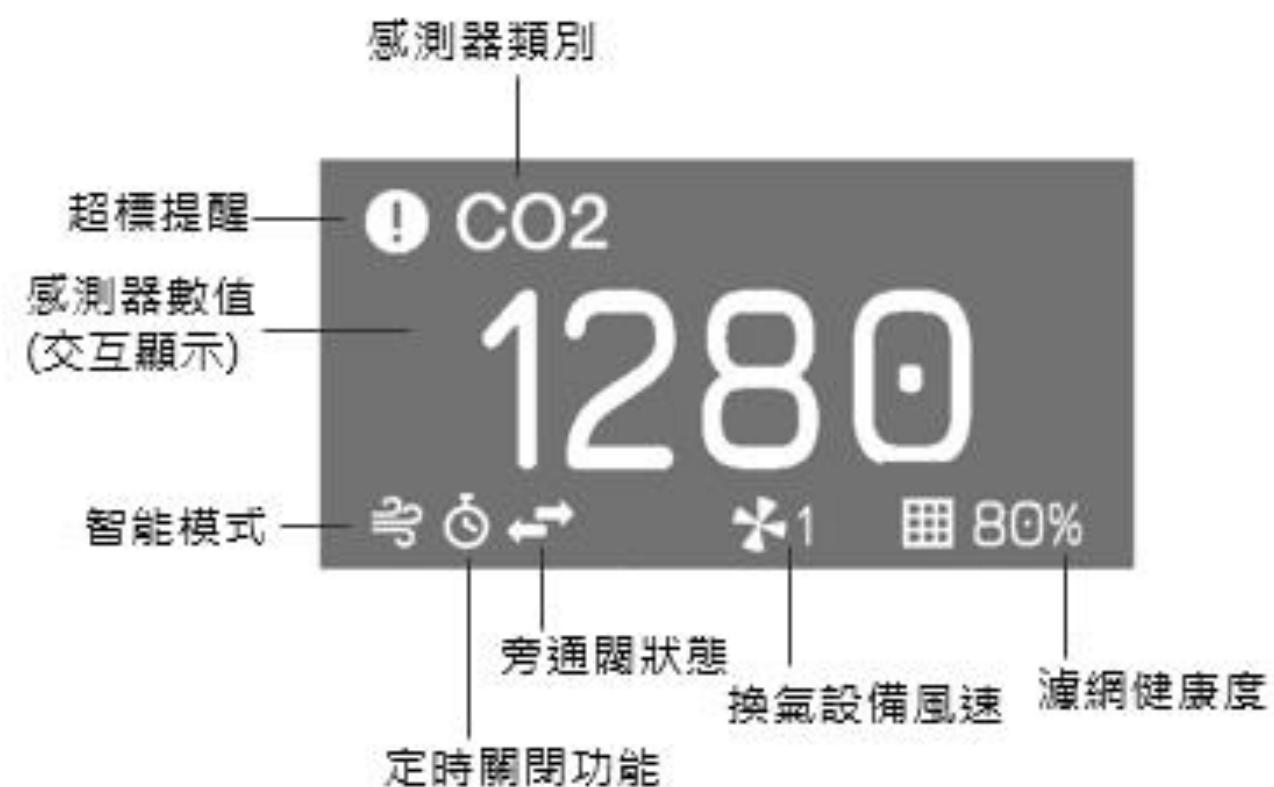 感測器類別
超標提醒
CO2
感測器數值
(交互顯示)
1280
智能模式
1
80%
旁通閥狀態
換氣設備風速
濾網健康度
定時關閉功能